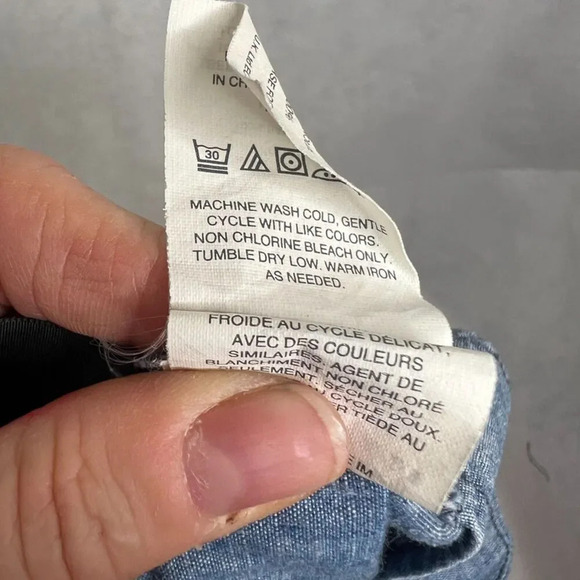 IN CH
30
MACHINE WASH COLD, GENTLE
CYCLE WITH LIKE COLORS.
NON CHLORINE BLEACH ONLY.
TUMBLE DRY LOW. WARM IRON
AS NEEDED.
FROIDE AU CYCLE DÉLICAT,
AVEC DES COULEURS
SIMILAIRES. AGENT DE
BLANCHIMENT NON CHLORÉ
SEULEMENT. SÉCHER AU
CYCLE DOUX.
TIÈDE AU
IM